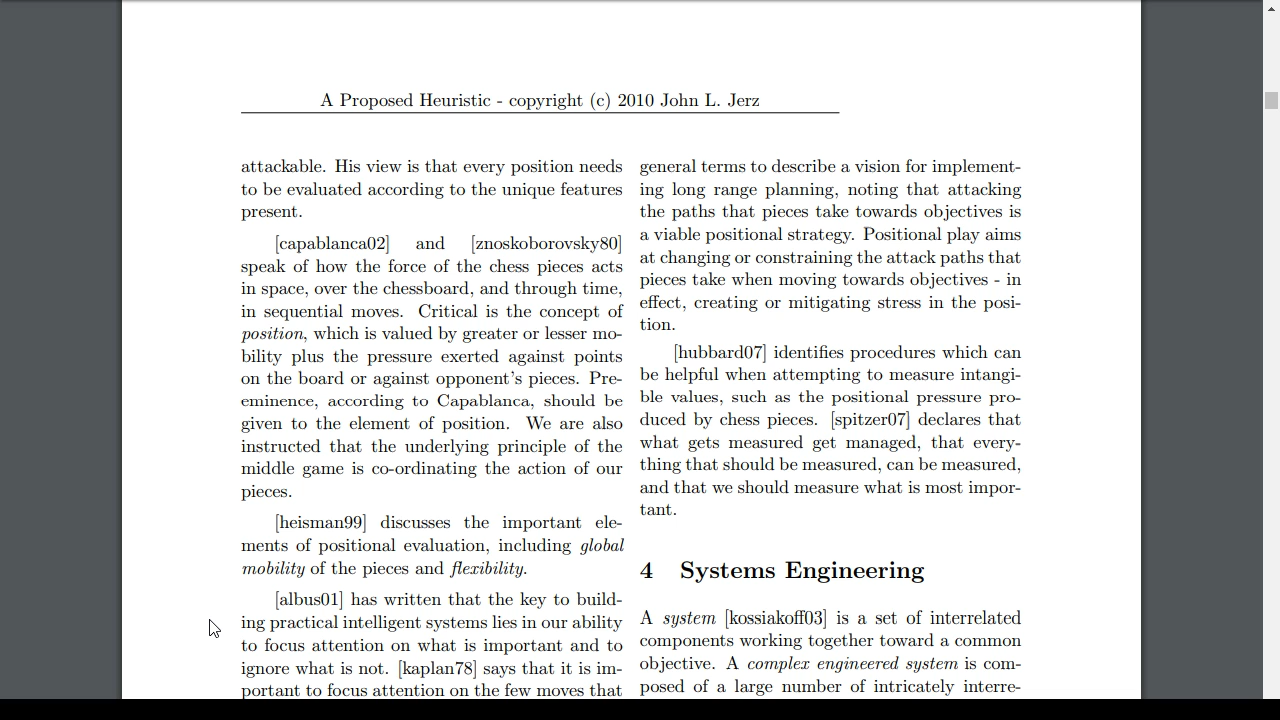 A Proposed Heuristic - copyright (c) 2010 John L. Jerz
attackable. His view is that every position needs
to be evaluated according to the unique features
present.
[capablanca02] and [znoskoborovsky80]
speak of how the force of the chess pieces acts
in space, over the chessboard, and through time,
in sequential moves. Critical is the concept of
position, which is valued by greater or lesser mo-
bility plus the pressure exerted against points
on the board or against opponent's pieces. Pre-
eminence, according to Capablanca, should be
given to the element of position. We are also
instructed that the underlying principle of the
middle game is co-ordinating the action of our
pieces.
[heisman99] discusses the important ele-
ments of positional evaluation, including global
mobility of the pieces and flexibility.
[albus01] has written that the key to build-
ing practical intelligent systems lies in our ability
to focus attention on what is important and to
ignore what is not. [kaplan78] says that it is im-
portant to focus attention on the few moves that
general terms to describe a vision for implement-
ing long range planning, noting that attacking
the paths that pieces take towards objectives is
a viable positional strategy. Positional play aims
at changing or constraining the attack paths that
pieces take when moving towards objectives - in
effect, creating or mitigating stress in the posi-
tion.
[hubbard07] identifies procedures which can
be helpful when attempting to measure intangi-
ble values, such as the positional pressure pro-
duced by chess pieces. [spitzer07] declares that
what gets measured get managed, that every-
thing that should be measured, can be measured,
and that we should measure what is most impor-
tant.
4 Systems Engineering
A system [kossiakoff03] is a set of interrelated
components working together toward a common
objective. A complex engineered system is com-
posed of a large number of intricately interre-